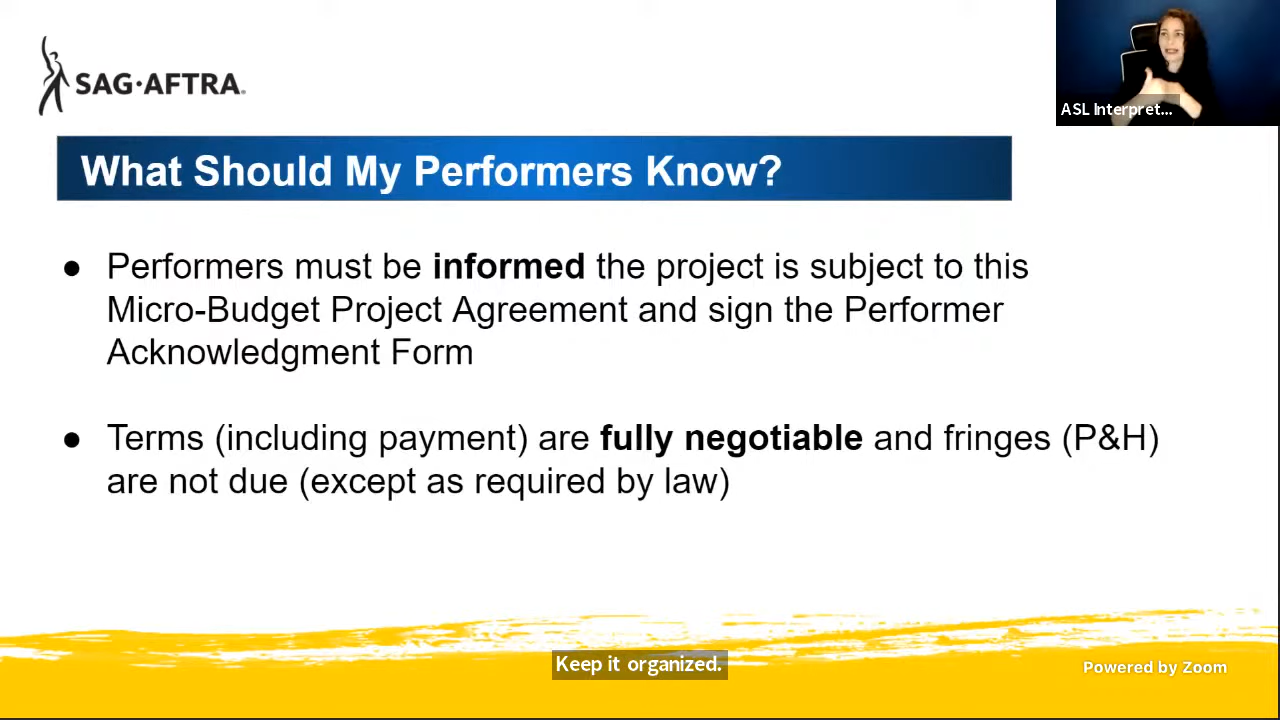 SAG·AFTRA®
ASL Interpret...
What Should My Performers Know?
● Performers must be informed the project is subject to this
Micro-Budget Project Agreement and sign the Performer
Acknowledgment Form
● Terms (including payment) are fully negotiable and fringes (P&H)
are not due (except as required by law)
Keep it organized.
Powered by Zoom